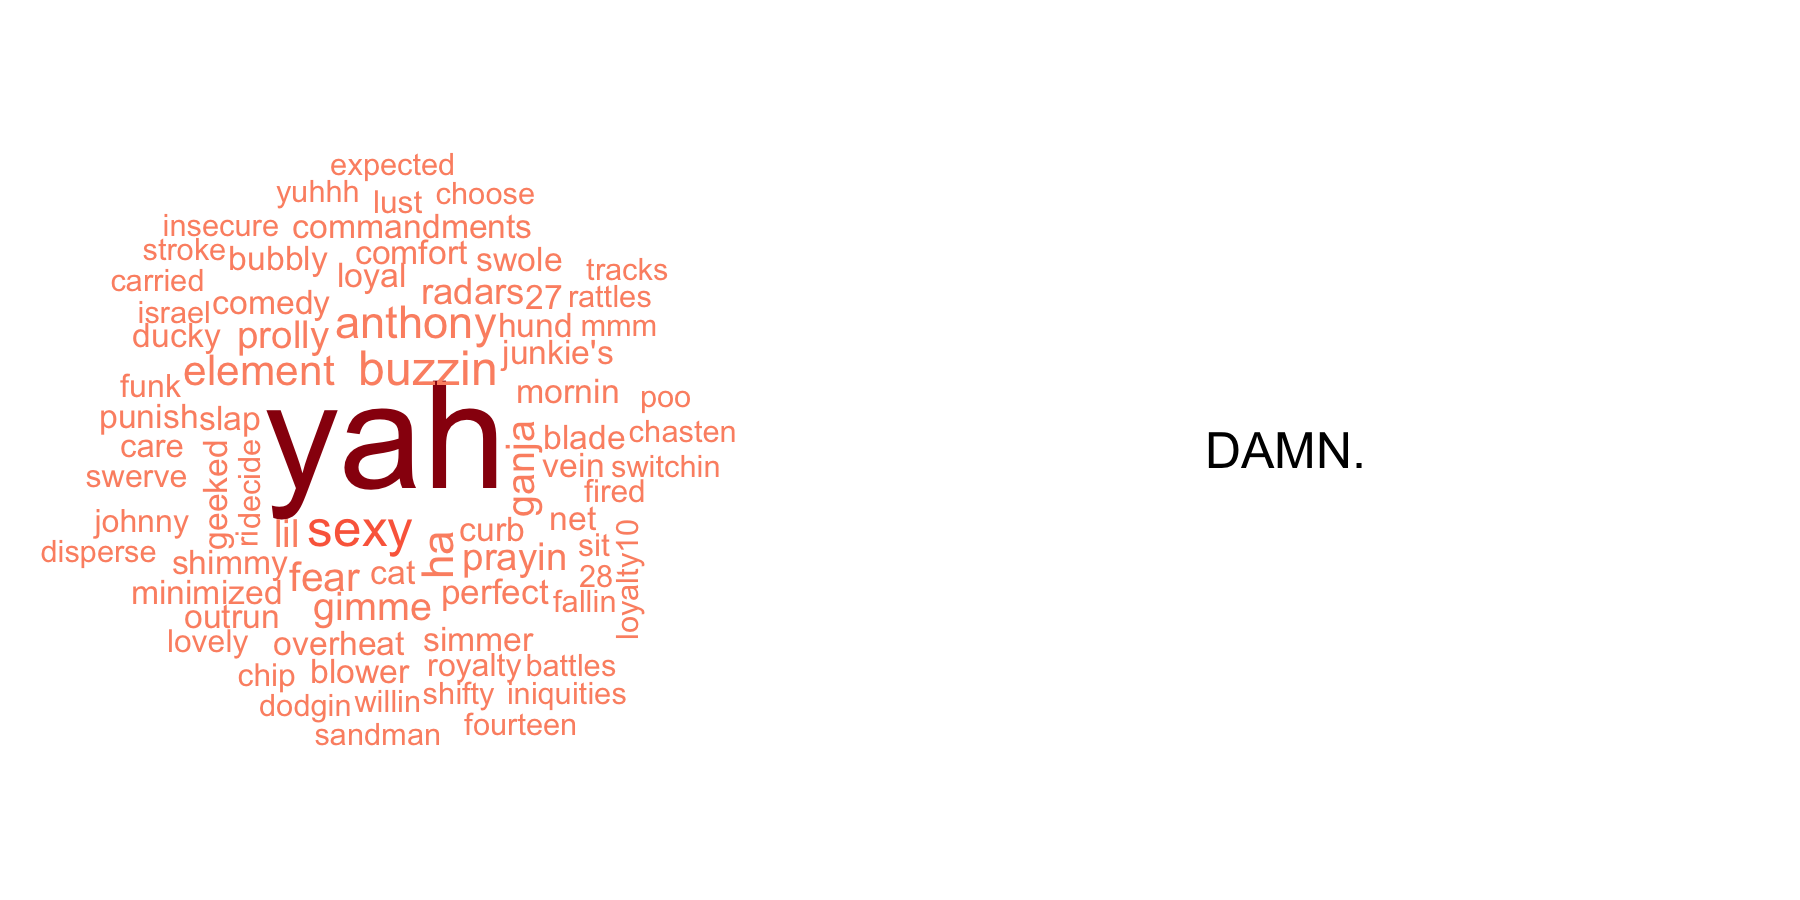 expected
yuhhh lust choose
insecure commandments
stroke bubbly comfort swole tracks
carried loyal radars 27 rattles
israel comedy anthony hund mmm
ducky prolly junkie's
element buzzin
funk mornin poo
punish slap yah ganja blade chasten
care geeked ridecide vein switchin
swerve fired
johnny lil sexy ha curb net loyalty10
disperse shimmy prayin sit
fear cat 28
minimized gimme perfect fallin
outrun
lovely overheat simmer
chip blower royalty battles
dodgin willin shifty iniquities
sandman fourteen
DAMN.